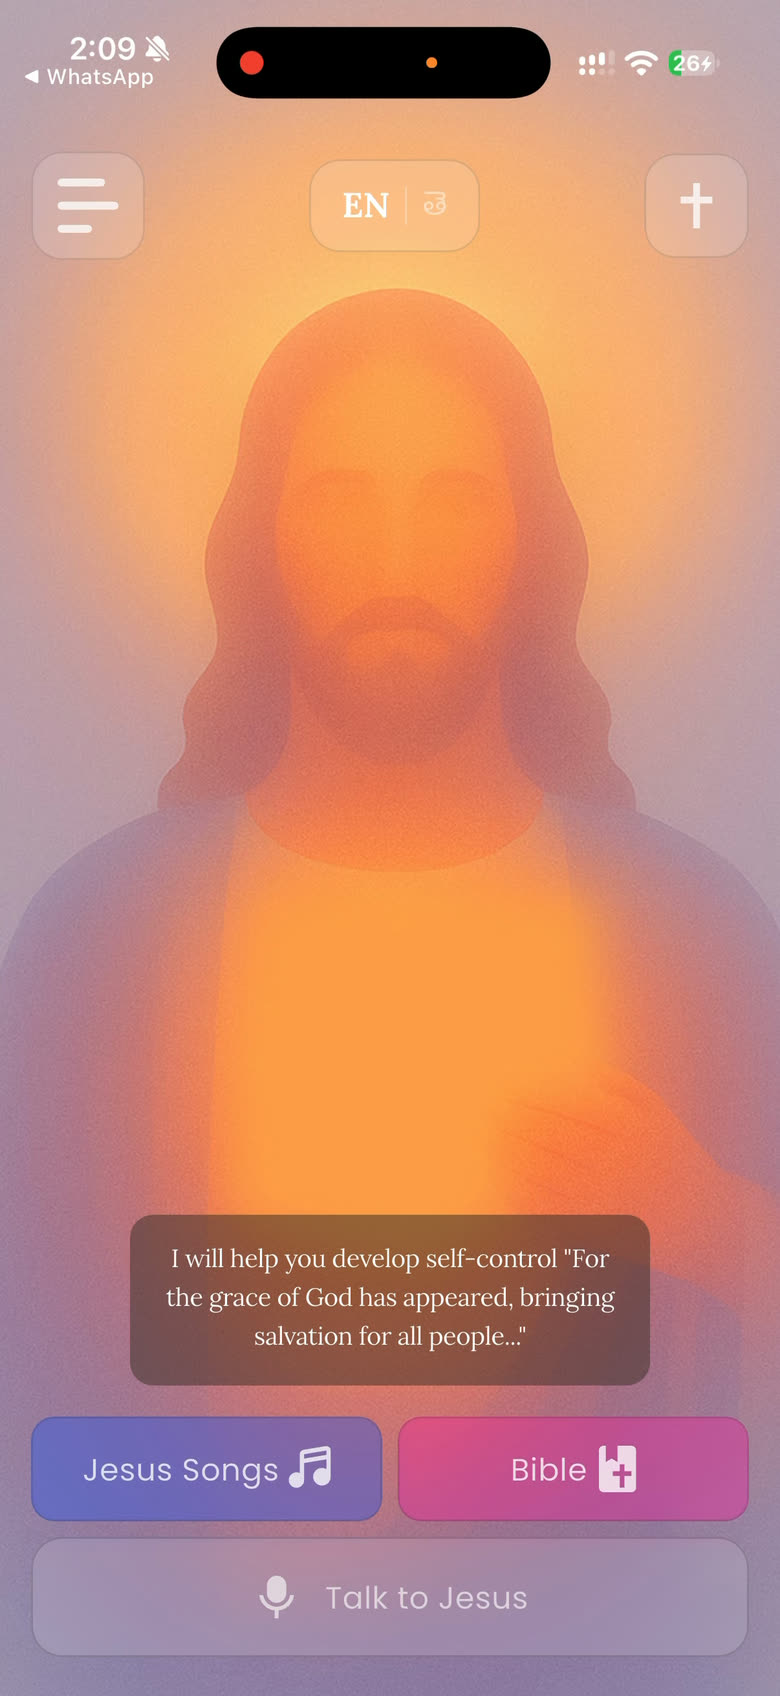 2:09
◀ WhatsApp
26
EN | తె
I will help you develop self-control "For
the grace of God has appeared, bringing
salvation for all people..."
Jesus Songs
Bible
Talk to Jesus